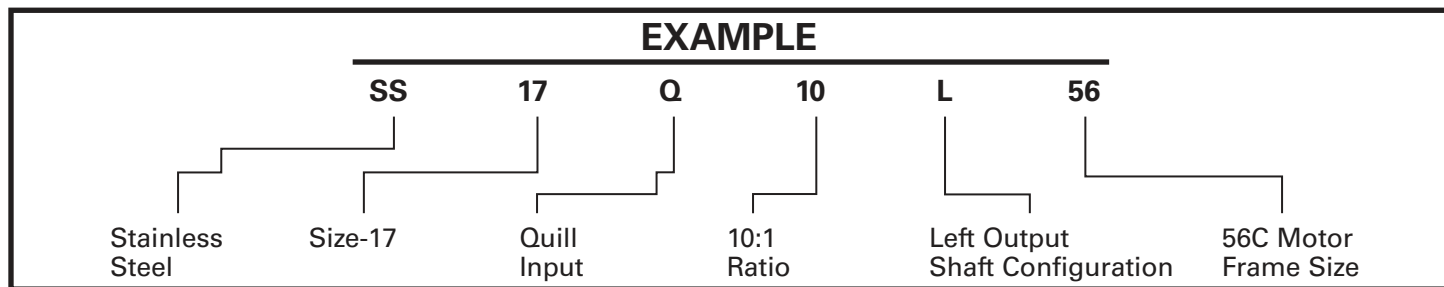 EXAMPLE
SS 17 Q 10 L 56
Stainless Steel
Size-17
Quill Input
10:1 Ratio
Left Output Shaft Configuration
56C Motor Frame Size